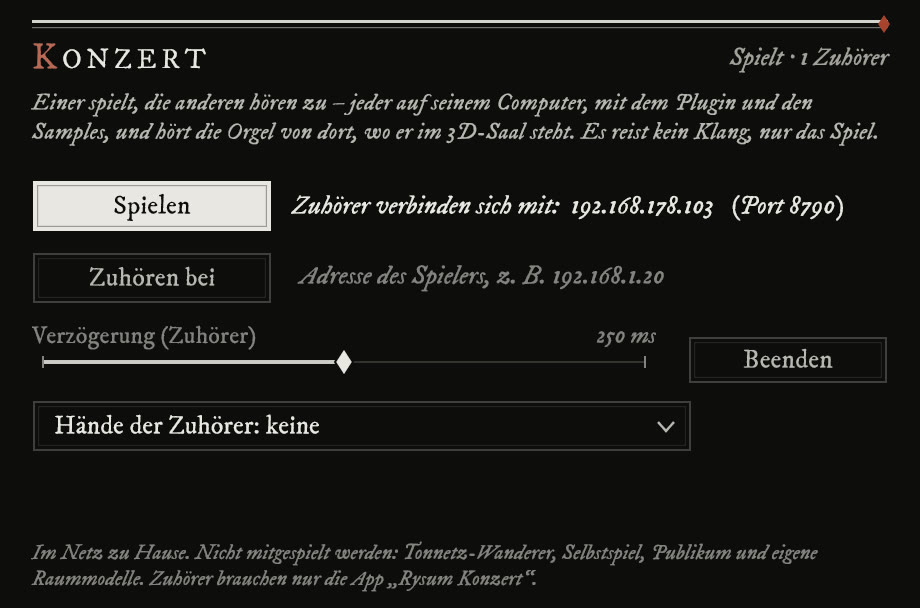 Konzert
Spielt · 1 Zuhörer
Einer spielt, die anderen hören zu – jeder auf seinem Computer, mit dem Plugin und den
Samples, und hört die Orgel von dort, wo er im 3D-Saal steht. Es reist kein Klang, nur das Spiel.
Spielen
Zuhörer verbinden sich mit: 192.168.178.103 (Port 8790)
Zuhören bei
Adresse des Spielers, z. B. 192.168.1.20
Verzögerung (Zuhörer)
250 ms
Beenden
Hände der Zuhörer: keine
Im Netz zu Hause. Nicht mitgespielt werden: Tonnetz-Wanderer, Selbstspiel, Publikum und eigene
Raummodelle. Zuhörer brauchen nur die App „Rysum Konzert“.